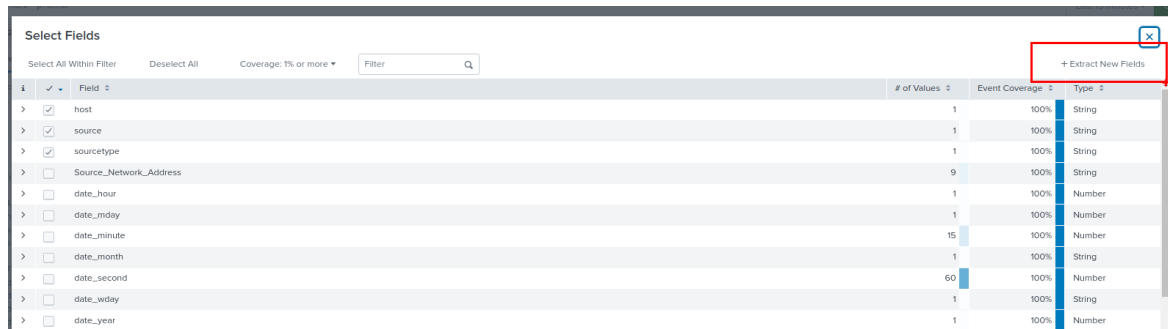 Select Fields
Select All Within Filter Deselect All Coverage: 1% or more Filter + Extract New Fields
i Field # of Values Event Coverage Type
host 1 100% String
source 1 100% String
sourcetype 1 100% String
Source_Network_Address 9 100% String
date_hour 1 100% Number
date_mday 1 100% Number
date_minute 15 100% Number
date_month 1 100% String
date_second 60 100% Number
date_wday 1 100% String
date_year 1 100% Number